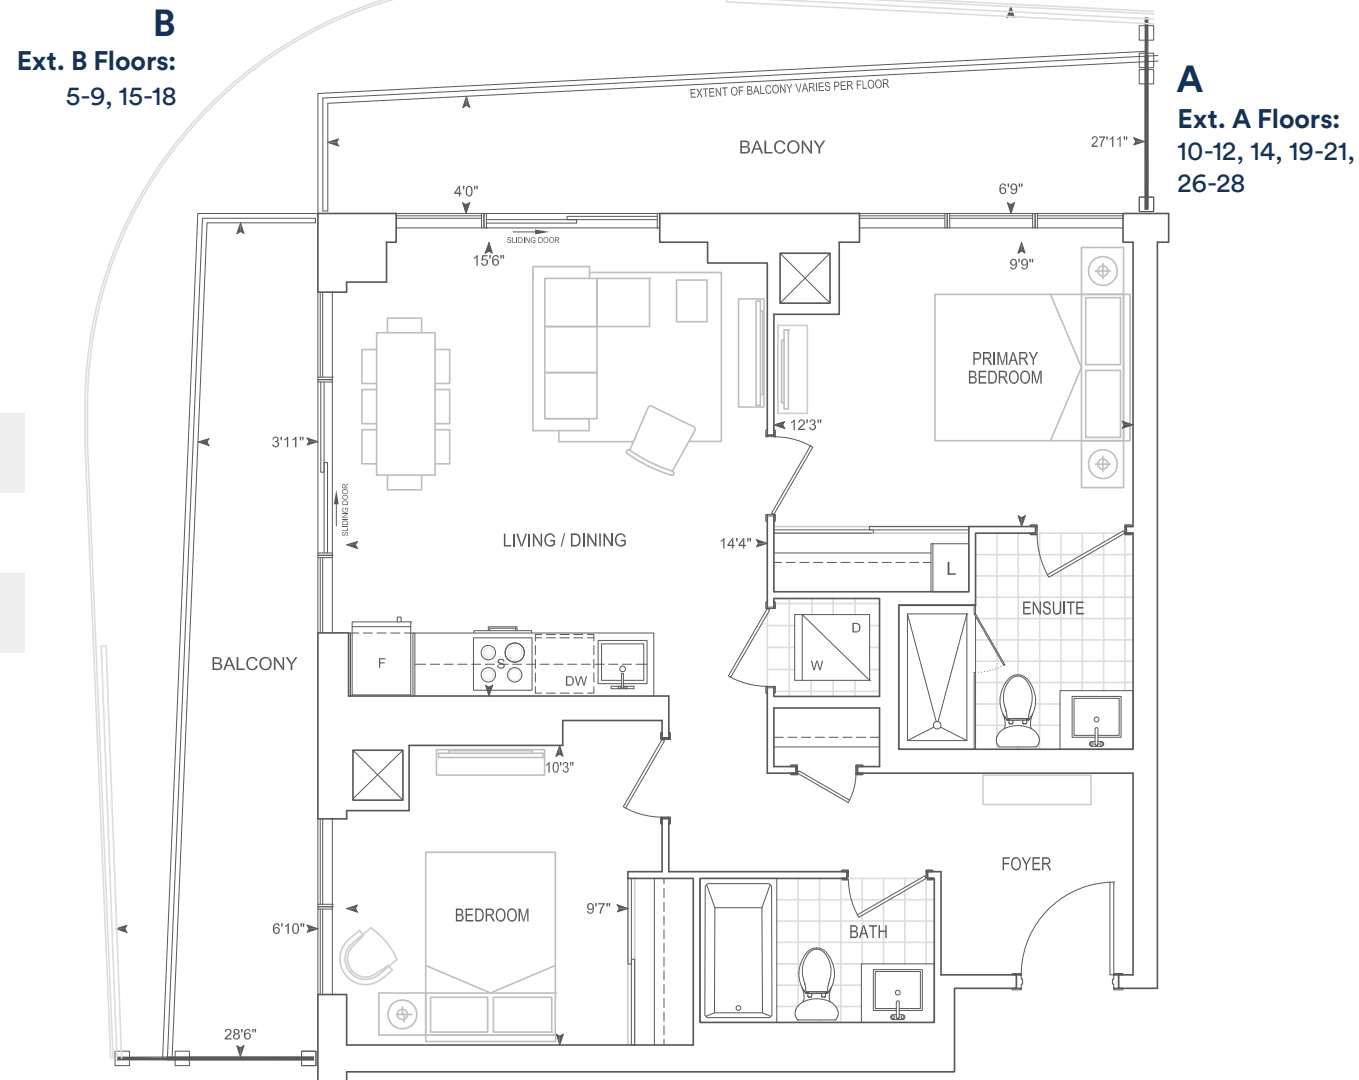 B
Ext. B Floors:
5-9, 15-18
A
Ext. A Floors:
10-12, 14, 19-21,
26-28
EXTENT OF BALCONY VARIES PER FLOOR
BALCONY
27'11"
4'0"
6'9"
SLIDING DOOR
15'6"
9'9"
PRIMARY
BEDROOM
12'3"
3'11"
SLIDING DOOR
LIVING / DINING
14'4"
L
ENSUITE
D
W
BALCONY
F
S
DW
10'3"
FOYER
BEDROOM
9'7"
BATH
6'10"
28'6"